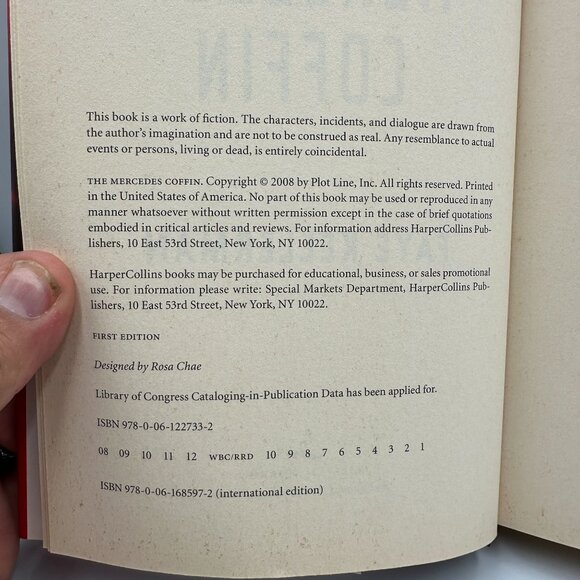 COFFIN
This book is a work of fiction. The characters, incidents, and dialogue are drawn from
the author's imagination and are not to be construed as real. Any resemblance to actual
events or persons, living or dead, is entirely coincidental.
THE MERCEDES COFFIN. Copyright © 2008 by Plot Line, Inc. All rights reserved. Printed
in the United States of America. No part of this book may be used or reproduced in any
manner whatsoever without written permission except in the case of brief quotations
embodied in critical articles and reviews. For information address HarperCollins Pub-
lishers, 10 East 53rd Street, New York, NY 10022.
HarperCollins books may be purchased for educational, business, or sales promotional
use. For information please write: Special Markets Department, HarperCollins Pub-
lishers, 10 East 53rd Street, New York, NY 10022.
FIRST EDITION
Designed by Rosa Chae
Library of Congress Cataloging-in-Publication Data has been applied for.
ISBN 978-0-06-122733-2
08 09 10 11 12 WBC/RRD 10 9 8 7 6 5 4 3 2 1
ISBN 978-0-06-168597-2 (international edition)